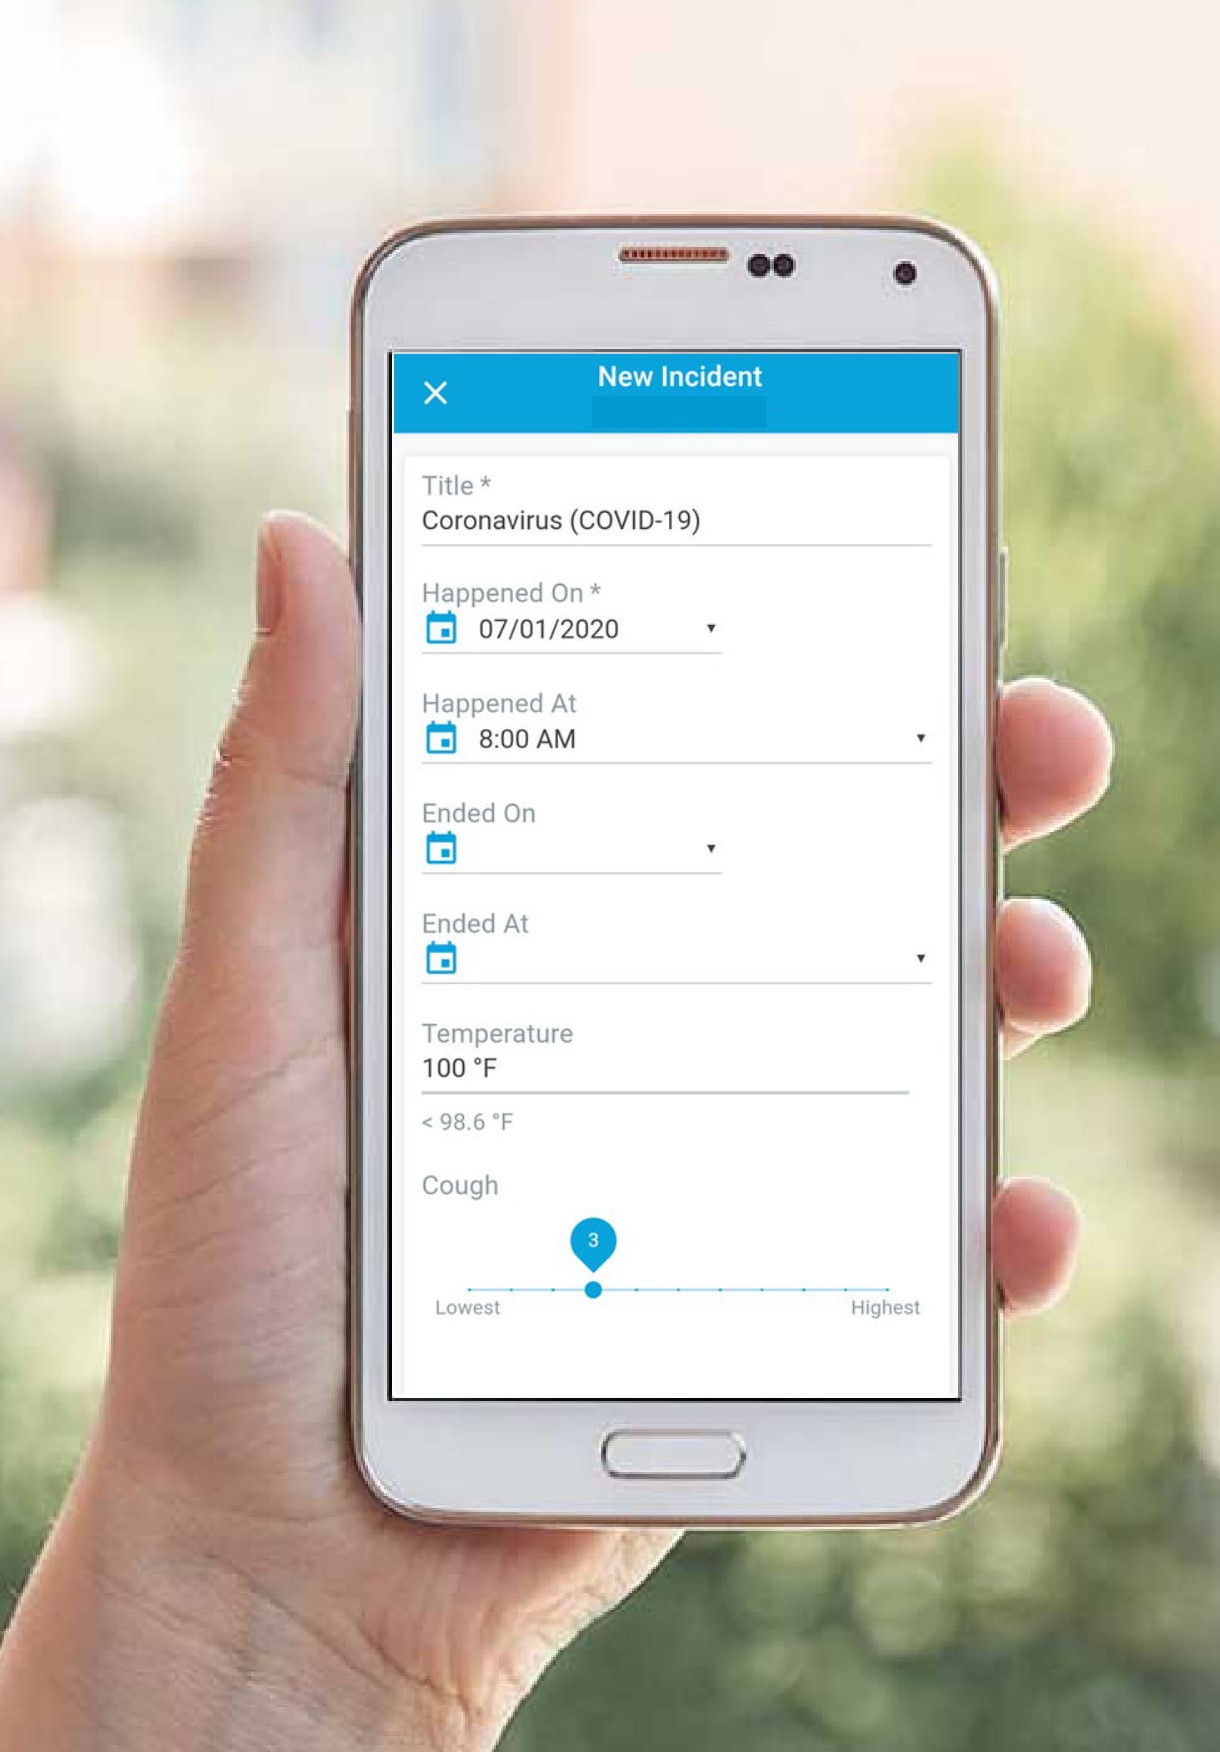 New Incident
Title *
Coronavirus (COVID-19)
Happened On *
07/01/2020
Happened At
8:00 AM
Ended On
Ended At
Temperature
100 °F
< 98.6 °F
Cough
3
Lowest Highest